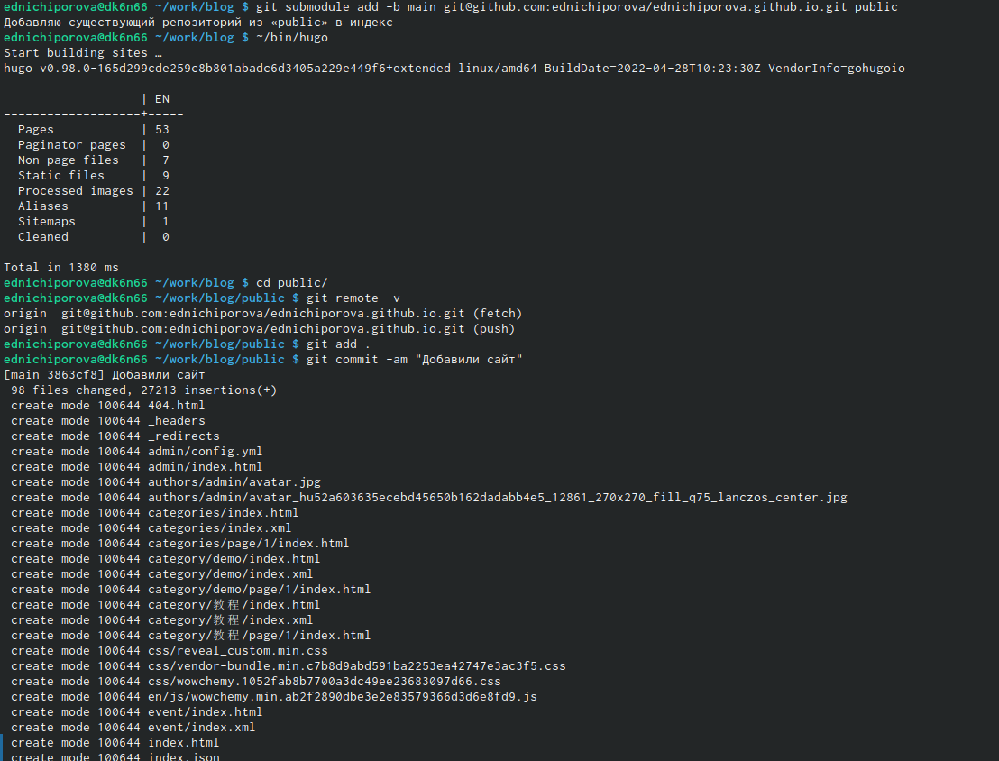 ednichiporova@dk6n66 ~/work/blog $ git submodule add -b main git@github.com:ednichiporova/ednichiporova.github.io.git public
Добавляю существующий репозиторий из «public» в индекс
ednichiporova@dk6n66 ~/work/blog $ ~/bin/hugo
Start building sites …
hugo v0.98.0-165d299cde259c8b801abadc6d3405a229e449f6+extended linux/amd64 BuildDate=2022-04-28T10:23:30Z VendorInfo=gohugoio
                   | EN
-------------------+-----
  Pages            | 53
  Paginator pages  |  0
  Non-page files   |  7
  Static files     |  9
  Processed images | 22
  Aliases          | 11
  Sitemaps         |  1
  Cleaned          |  0
Total in 1380 ms
ednichiporova@dk6n66 ~/work/blog $ cd public/
ednichiporova@dk6n66 ~/work/blog/public $ git remote -v
origin  git@github.com:ednichiporova/ednichiporova.github.io.git (fetch)
origin  git@github.com:ednichiporova/ednichiporova.github.io.git (push)
ednichiporova@dk6n66 ~/work/blog/public $ git add .
ednichiporova@dk6n66 ~/work/blog/public $ git commit -am "Добавили сайт"
[main 3863cf8] Добавили сайт
 98 files changed, 27213 insertions(+)
 create mode 100644 404.html
 create mode 100644 _headers
 create mode 100644 _redirects
 create mode 100644 admin/config.yml
 create mode 100644 admin/index.html
 create mode 100644 authors/admin/avatar.jpg
 create mode 100644 authors/admin/avatar_hu52a603635ecebd45650b162dadabb4e5_12861_270x270_fill_q75_lanczos_center.jpg
 create mode 100644 categories/index.html
 create mode 100644 categories/index.xml
 create mode 100644 categories/page/1/index.html
 create mode 100644 category/demo/index.html
 create mode 100644 category/demo/index.xml
 create mode 100644 category/demo/page/1/index.html
 create mode 100644 category/教程/index.html
 create mode 100644 category/教程/index.xml
 create mode 100644 category/教程/page/1/index.html
 create mode 100644 css/reveal_custom.min.css
 create mode 100644 css/vendor-bundle.min.c7b8d9abd591ba2253ea42747e3ac3f5.css
 create mode 100644 css/wowchemy.1052fab8b7700a3dc49ee23683097d66.css
 create mode 100644 en/js/wowchemy.min.ab2f2890dbe3e2e83579366d3d6e8fd9.js
 create mode 100644 event/index.html
 create mode 100644 event/index.xml
 create mode 100644 index.html
 create mode 100644 index.json